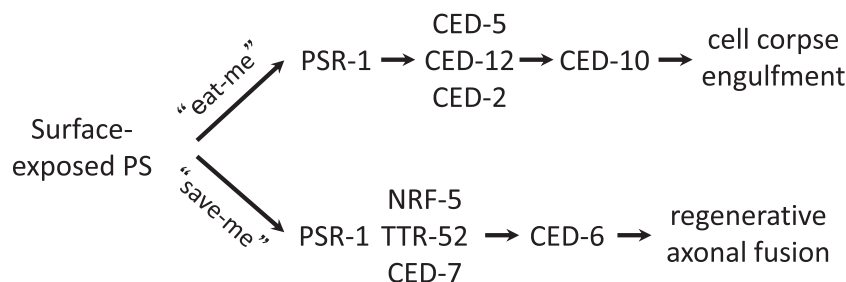 Surface-
exposed PS
“eat-me”
PSR-1
CED-5
CED-12
CED-2
CED-10
cell corpse
engulfment
“save-me”
PSR-1
NRF-5
TTR-52
CED-7
CED-6
regenerative
axonal fusion